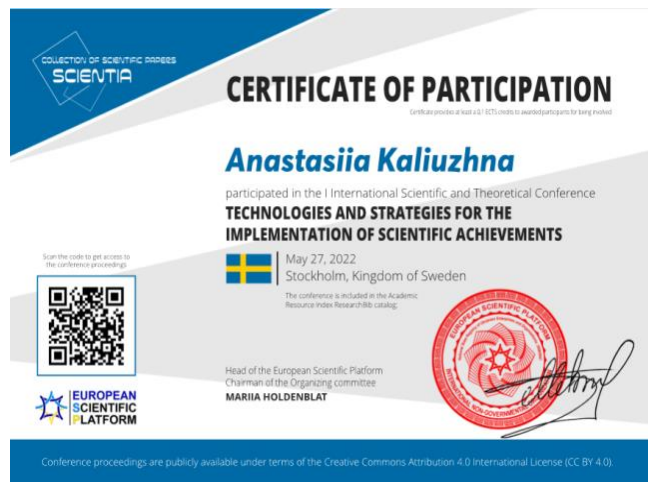 COLLECTION OF SCIENTIFIC PAPERS
SCIENTIA
CERTIFICATE OF PARTICIPATION
Certificate provides at least a 0,1 ECTS credits to awarded participants for being involved
Anastasiia Kaliuzhna
participated in the I International Scientific and Theoretical Conference
TECHNOLOGIES AND STRATEGIES FOR THE
IMPLEMENTATION OF SCIENTIFIC ACHIEVEMENTS
May 27, 2022
Stockholm, Kingdom of Sweden
The conference is included in the Academic
Resource Index ResearchBib catalog.
Scan the code to get access to
the conference proceedings
EUROPEAN
SCIENTIFIC
PLATFORM
Head of the European Scientific Platform
Chairman of the Organizing committee
MARIIA HOLDENBLAT
EUROPEAN SCIENTIFIC PLATFORM
INTERNATIONAL NON GOVERNMENTAL
Conference proceedings are publicly available under terms of the Creative Commons Attribution 4.0 International License (CC BY 4.0).